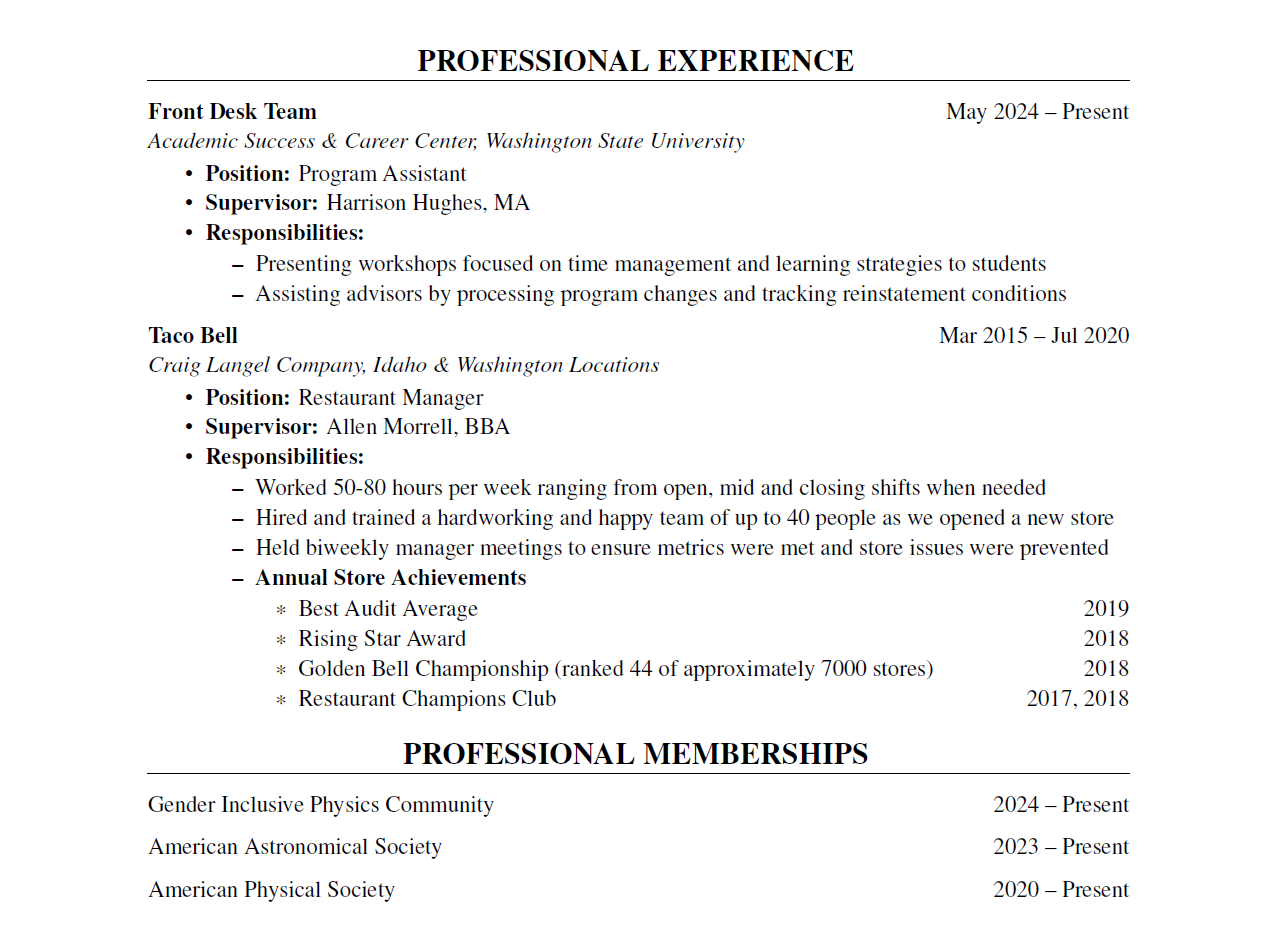 PROFESSIONAL EXPERIENCE
Front Desk Team May 2024 – Present
Academic Success & Career Center, Washington State University
• Position: Program Assistant
• Supervisor: Harrison Hughes, MA
• Responsibilities:
– Presenting workshops focused on time management and learning strategies to students
– Assisting advisors by processing program changes and tracking reinstatement conditions
Taco Bell Mar 2015 – Jul 2020
Craig Langel Company, Idaho & Washington Locations
• Position: Restaurant Manager
• Supervisor: Allen Morrell, BBA
• Responsibilities:
– Worked 50-80 hours per week ranging from open, mid and closing shifts when needed
– Hired and trained a hardworking and happy team of up to 40 people as we opened a new store
– Held biweekly manager meetings to ensure metrics were met and store issues were prevented
– Annual Store Achievements
* Best Audit Average 2019
* Rising Star Award 2018
* Golden Bell Championship (ranked 44 of approximately 7000 stores) 2018
* Restaurant Champions Club 2017, 2018
PROFESSIONAL MEMBERSHIPS
Gender Inclusive Physics Community 2024 – Present
American Astronomical Society 2023 – Present
American Physical Society 2020 – Present